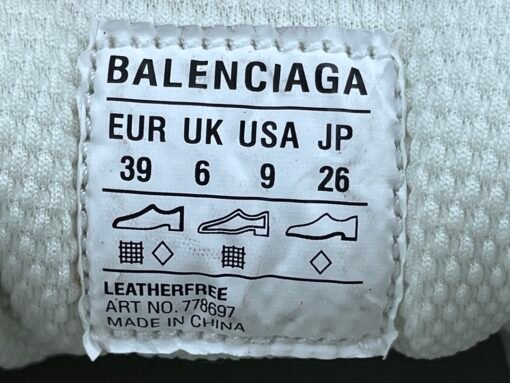 BALENCIAGA
EUR UK USA JP
39 6 9 26
LEATHERFREE
ART NO. 778697
MADE IN CHINA